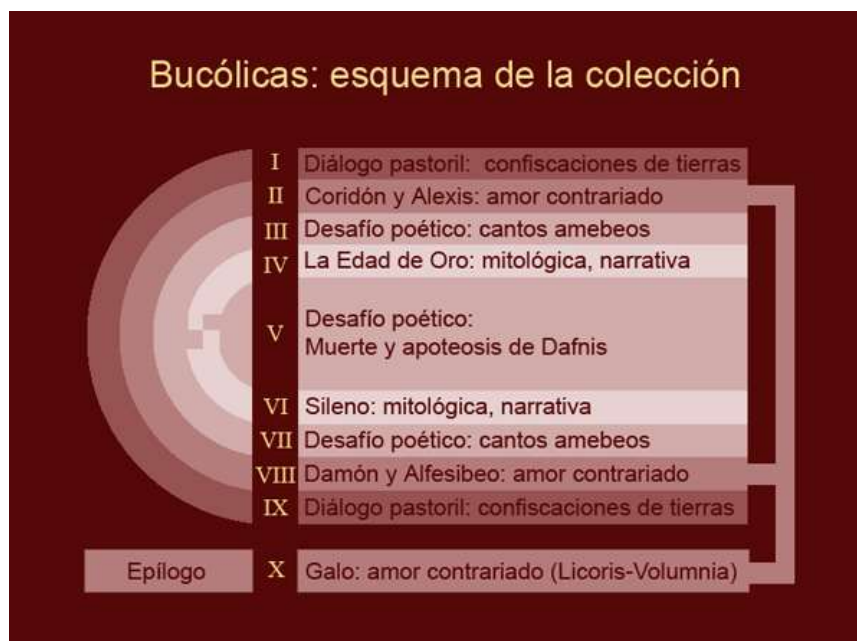 Bucólicas: esquema de la colección
I Diálogo pastoril: confiscaciones de tierras
II Coridón y Alexis: amor contrariado
III Desafío poético: cantos amebeos
IV La Edad de Oro: mitológica, narrativa
V Desafío poético:
Muerte y apoteosis de Dafnis
VI Sileno: mitológica, narrativa
VII Desafío poético: cantos amebeos
VIII Damón y Alfesibeo: amor contrariado
IX Diálogo pastoril: confiscaciones de tierras
Epílogo X Galo: amor contrariado (Licoris-Volumnia)